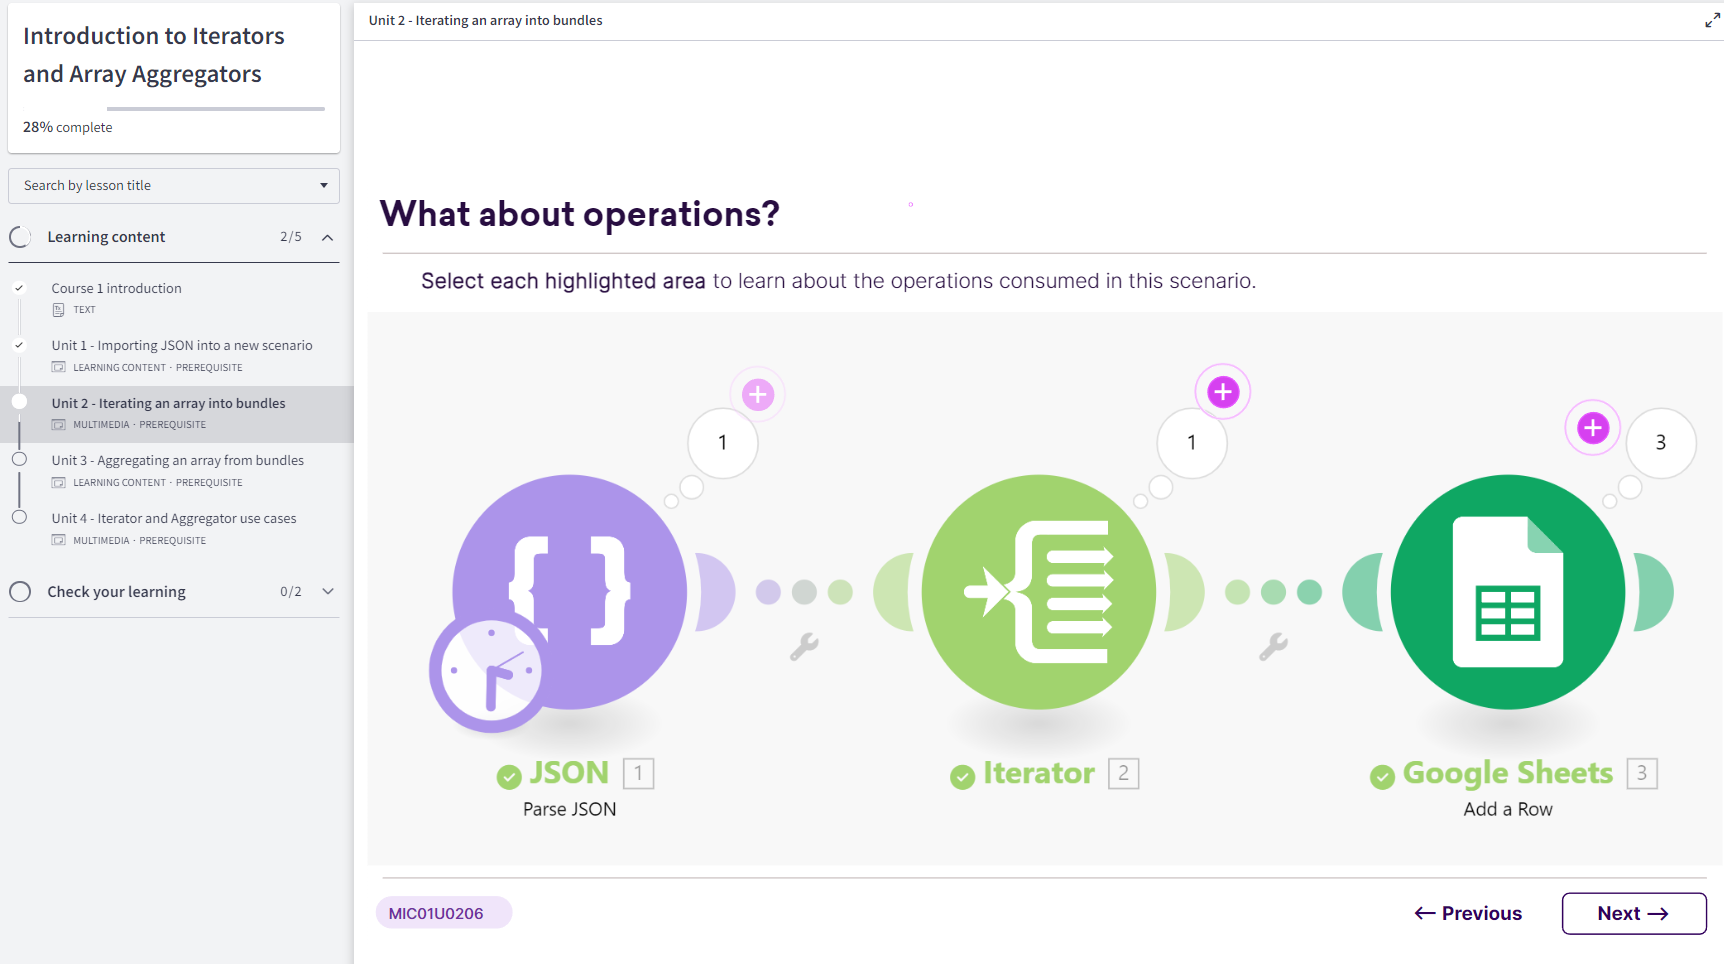 Introduction to Iterators
and Array Aggregators
28% complete
Search by lesson title
Learning content 2/5
Course 1 introduction
TEXT
Unit 1 - Importing JSON into a new scenario
LEARNING CONTENT · PREREQUISITE
Unit 2 - Iterating an array into bundles
MULTIMEDIA · PREREQUISITE
Unit 3 - Aggregating an array from bundles
LEARNING CONTENT · PREREQUISITE
Unit 4 - Iterator and Aggregator use cases
MULTIMEDIA · PREREQUISITE
Check your learning 0/2
Unit 2 - Iterating an array into bundles
What about operations?
Select each highlighted area to learn about the operations consumed in this scenario.
1 1 3
JSON 1 Iterator 2 Google Sheets 3
Parse JSON Add a Row
MIC01U0206 ← Previous Next →